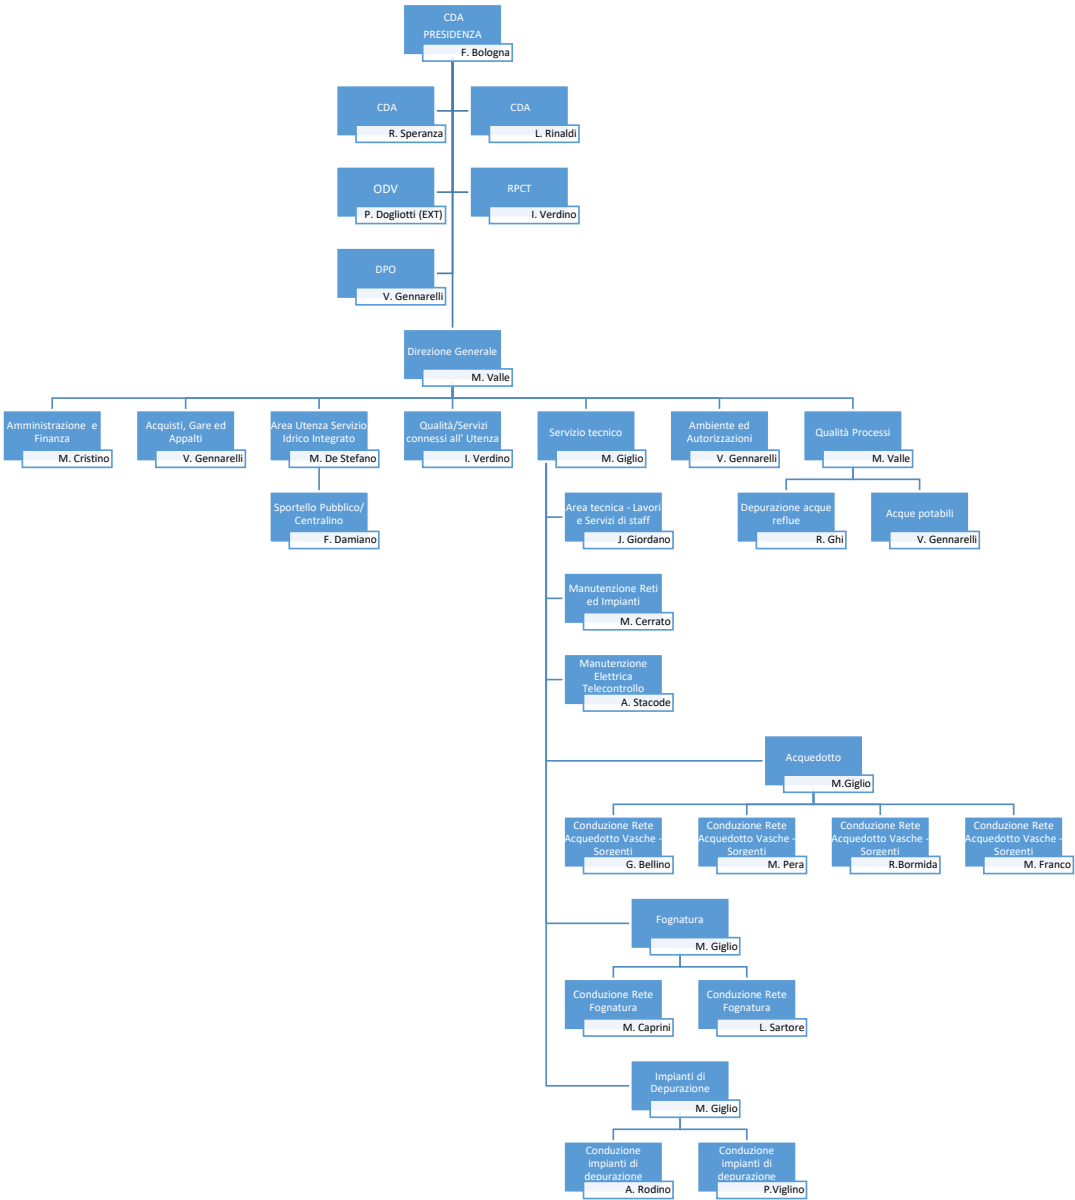 CDA
PRESIDENZA
F. Bologna
CDA
R. Speranza
CDA
L. Rinaldi
ODV
P. Dogliotti (EXT)
RPCT
I. Verdino
DPO
V. Gennarelli
Direzione Generale
M. Valle
Amministrazione e
Finanza
M. Cristino
Acquisti, Gare ed
Appalti
V. Gennarelli
Area Utenza Servizio
Idrico Integrato
M. De Stefano
Qualità/Servizi
connessi all' Utenza
I. Verdino
Servizio tecnico
M. Giglio
Ambiente ed
Autorizzazioni
V. Gennarelli
Qualità Processi
M. Valle
Sportello Pubblico/
Centralino
F. Damiano
Area tecnica - Lavori
e Servizi di staff
J. Giordano
Depurazione acque
reflue
R. Ghi
Acque potabili
V. Gennarelli
Manutenzione Reti
ed Impianti
M. Cerrato
Manutenzione
Elettrica
Telecontrollo
A. Stacode
Acquedotto
M.Giglio
Conduzione Rete
Acquedotto Vasche -
Sorgenti
G. Bellino
Conduzione Rete
Acquedotto Vasche -
Sorgenti
M. Pera
Conduzione Rete
Acquedotto Vasche -
Sorgenti
R.Bormida
Conduzione Rete
Acquedotto Vasche -
Sorgenti
M. Franco
Fognatura
M. Giglio
Conduzione Rete
Fognatura
M. Caprini
Conduzione Rete
Fognatura
L. Sartore
Impianti di
Depurazione
M. Giglio
Conduzione
impianti di
depurazione
A. Rodino
Conduzione
impianti di
depurazione
P.Viglino